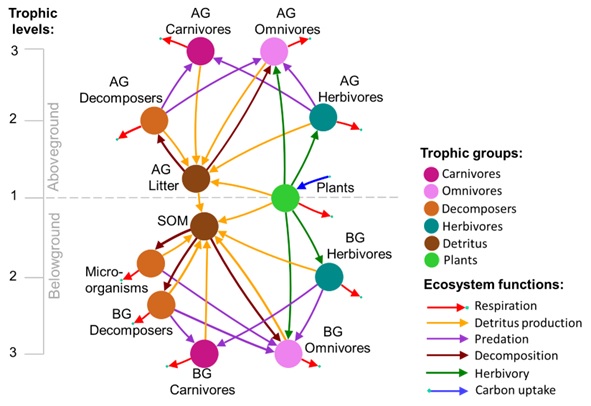 Trophic
levels:
3
2
1
2
3
Aboveground
Belowground
AG
Carnivores
AG
Omnivores
AG
Decomposers
AG
Herbivores
AG
Litter
Plants
SOM
BG
Herbivores
Micro-
organisms
BG
Decomposers
BG
Omnivores
BG
Carnivores
Trophic groups:
Carnivores
Omnivores
Decomposers
Herbivores
Detritus
Plants
Ecosystem functions:
Respiration
Detritus production
Predation
Decomposition
Herbivory
Carbon uptake